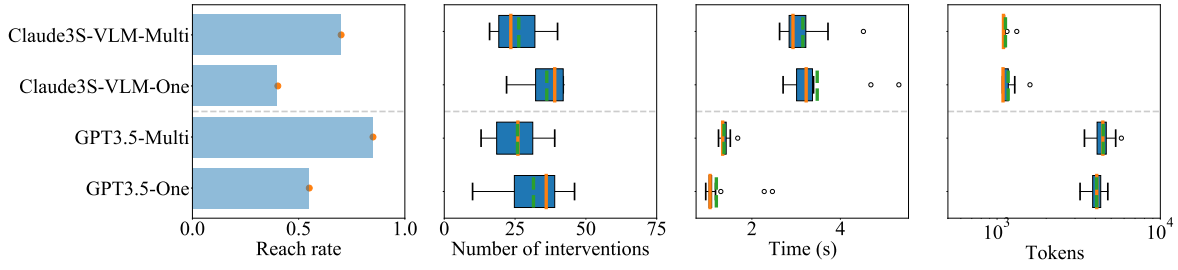 Claude3S-VLM-Multi
Claude3S-VLM-One
GPT3.5-Multi
GPT3.5-One
0.0 0.5 1.0
Reach rate
0 25 50 75
Number of interventions
2 4
Time (s)
10³ 10⁴
Tokens